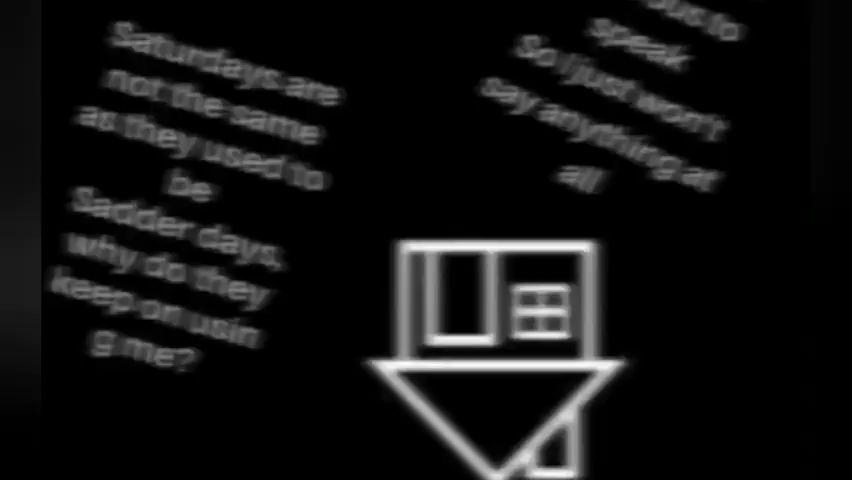 Saturdays are
not the same
as they used to
be
Sadder days,
why do they
keep on usin
g me?
speak
So I just won't
say anything at
all